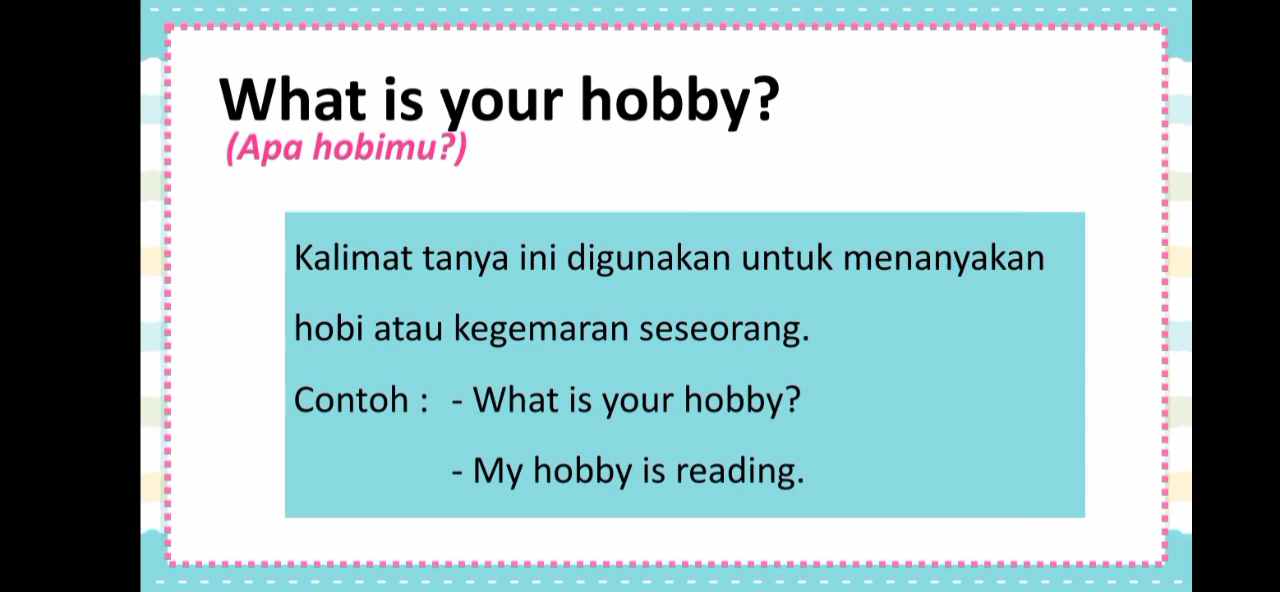 What is your hobby?
(Apa hobimu?)
Kalimat tanya ini digunakan untuk menanyakan
hobi atau kegemaran seseorang.
Contoh : - What is your hobby?
- My hobby is reading.